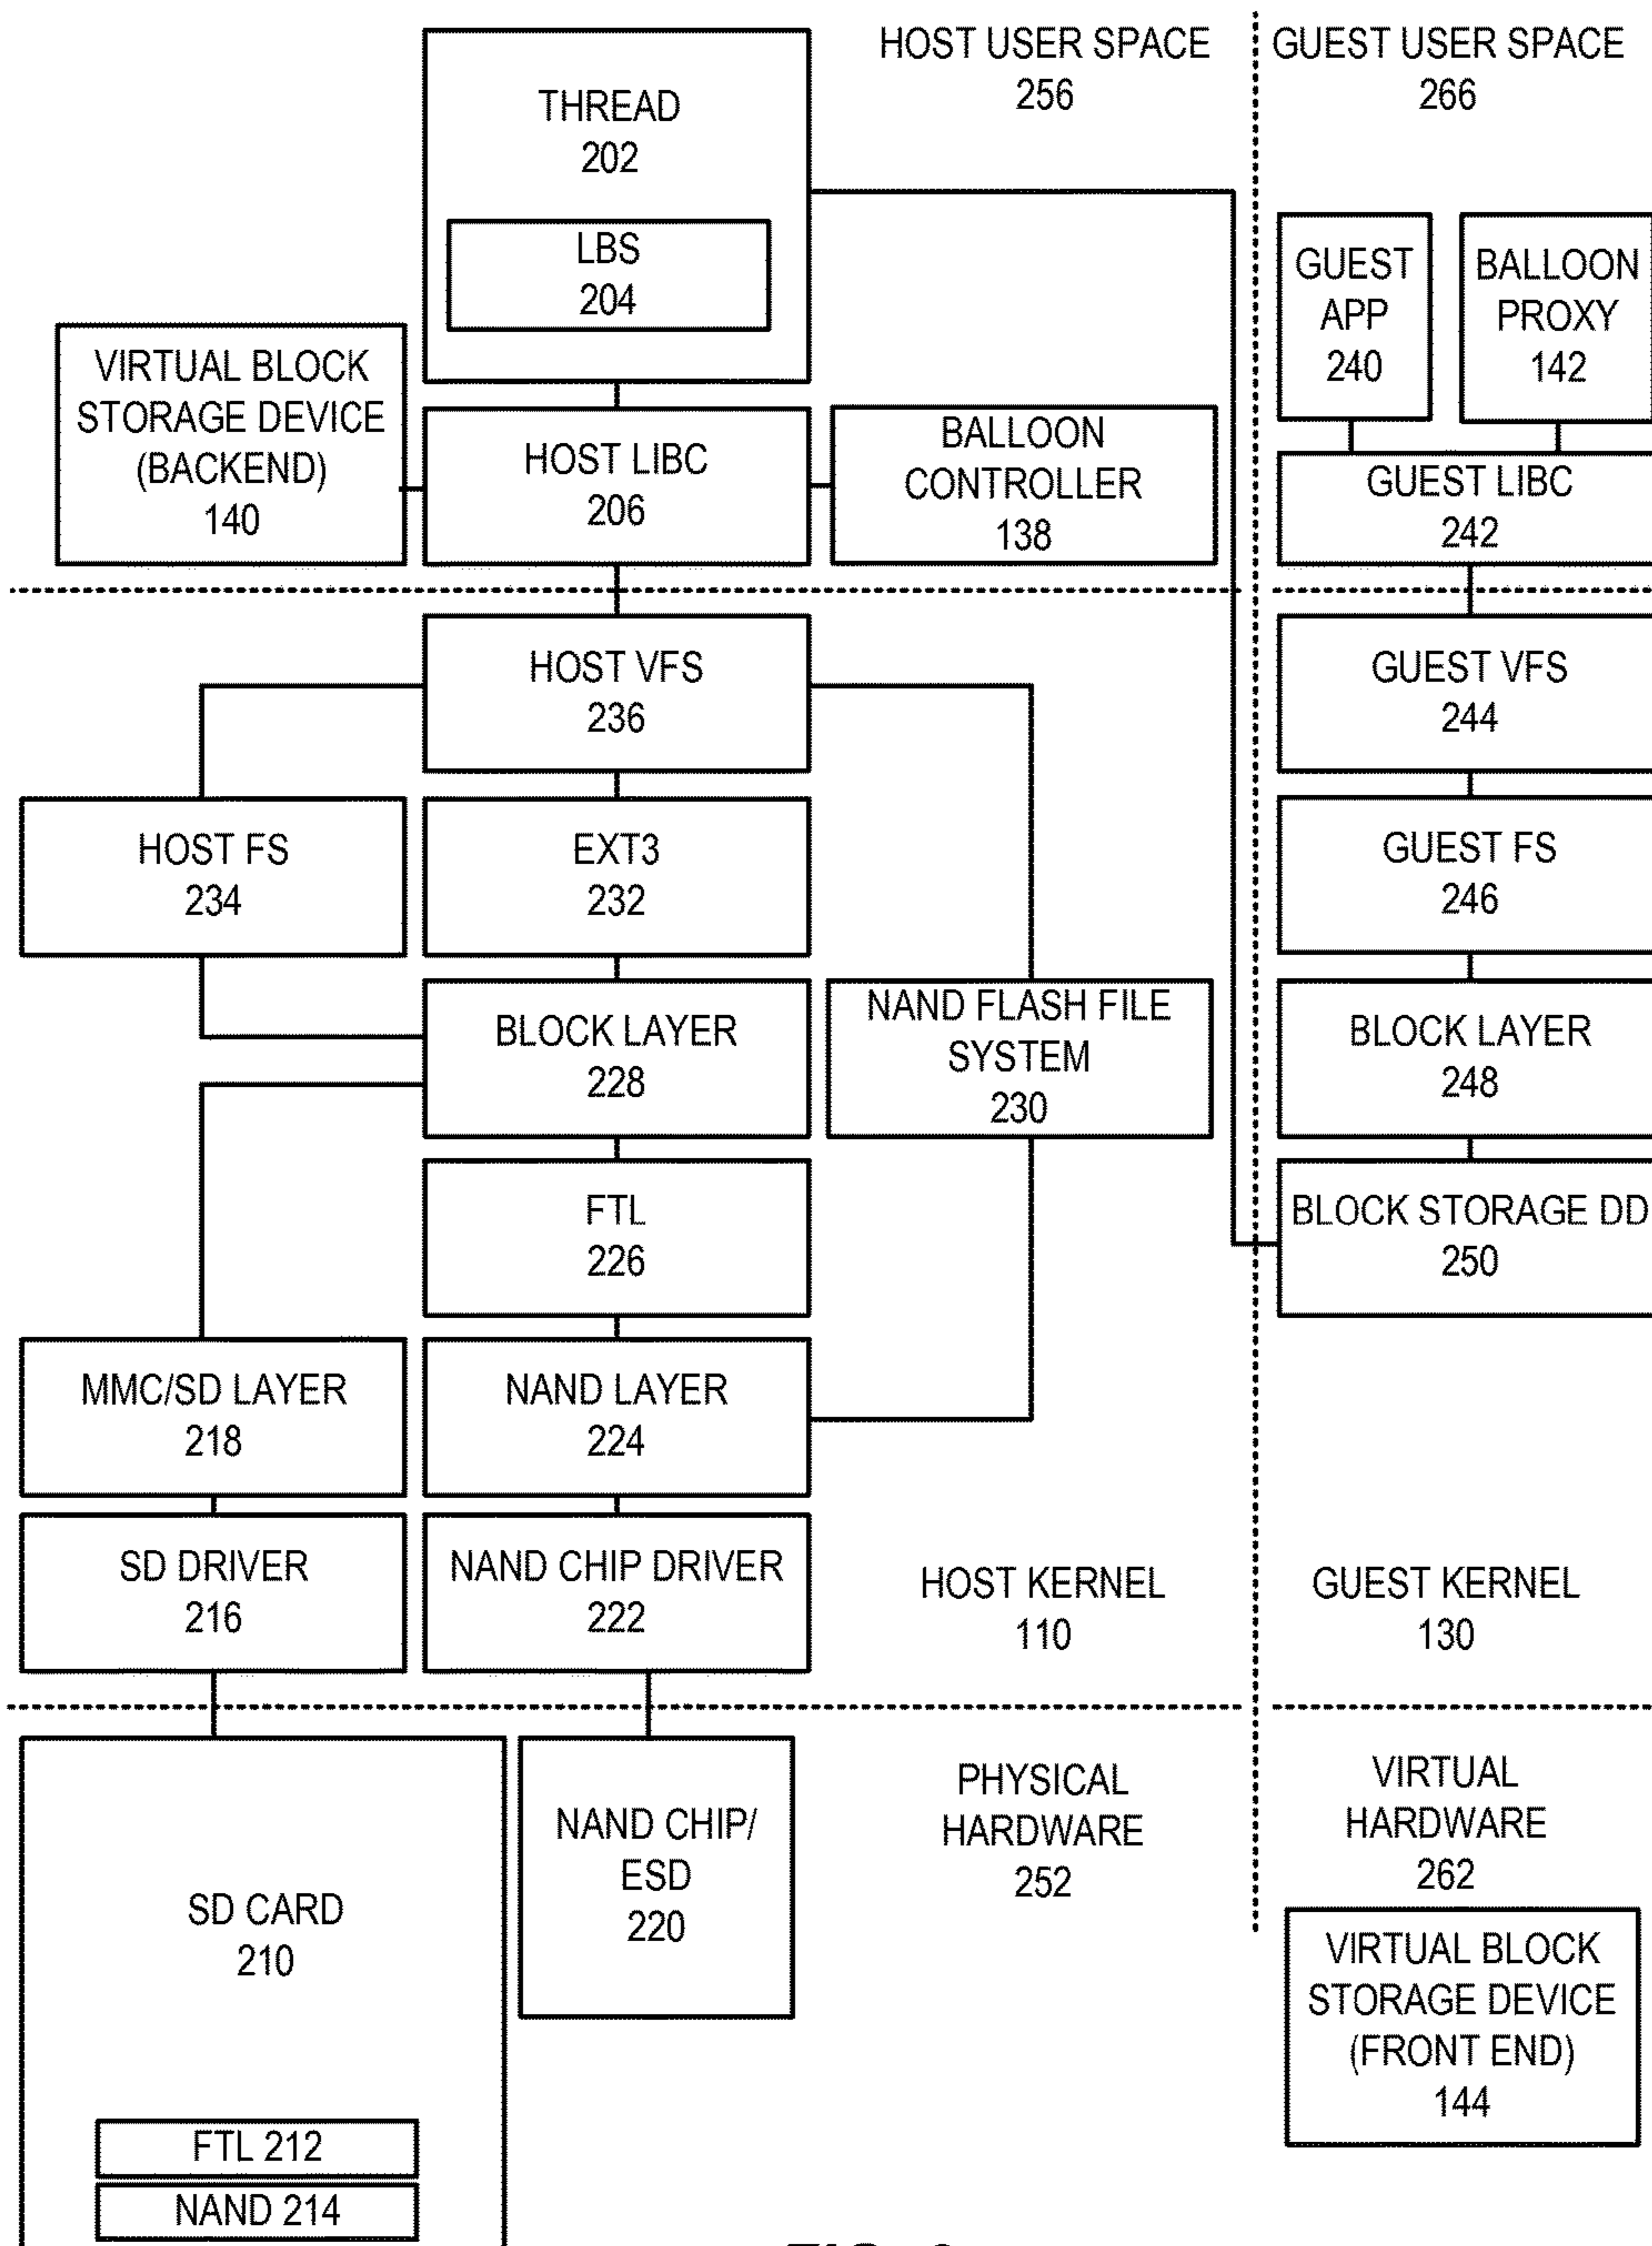 HOST USER SPACE
256
GUEST USER SPACE
266
THREAD
202
LBS
204
GUEST
APP
240
BALLOON
PROXY
142
VIRTUAL BLOCK
STORAGE DEVICE
(BACKEND)
140
HOST LIBC
206
BALLOON
CONTROLLER
138
GUEST LIBC
242
HOST VFS
236
GUEST VFS
244
HOST FS
234
EXT3
232
GUEST FS
246
BLOCK LAYER
228
NAND FLASH FILE
SYSTEM
230
BLOCK LAYER
248
FTL
226
BLOCK STORAGE DD
250
MMC/SD LAYER
218
NAND LAYER
224
SD DRIVER
216
NAND CHIP DRIVER
222
HOST KERNEL
110
GUEST KERNEL
130
SD CARD
210
NAND CHIP/
ESD
220
PHYSICAL
HARDWARE
252
VIRTUAL
HARDWARE
262
VIRTUAL BLOCK
STORAGE DEVICE
(FRONT END)
144
FTL 212
NAND 214